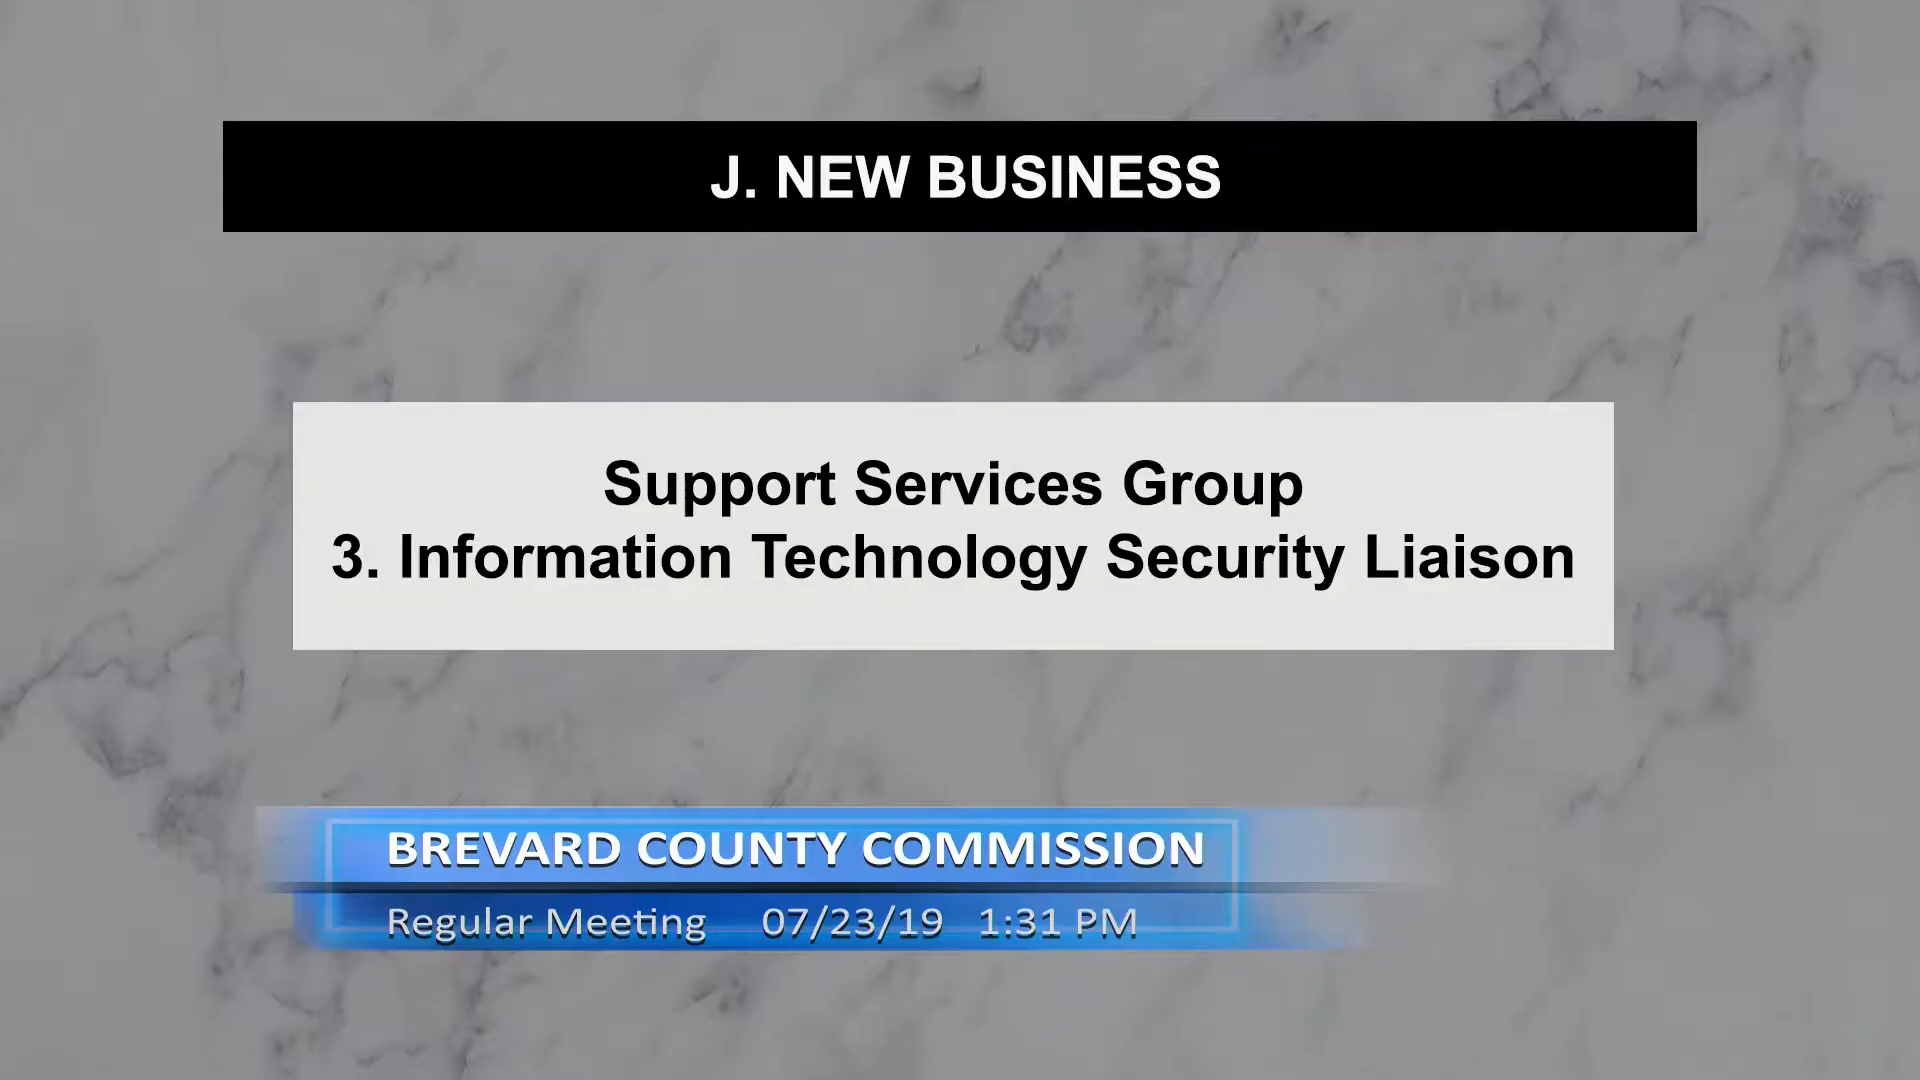 J. NEW BUSINESS
Support Services Group
3. Information Technology Security Liaison
BREVARD COUNTY COMMISSION
Regular Meeting 07/23/19 1:31 PM